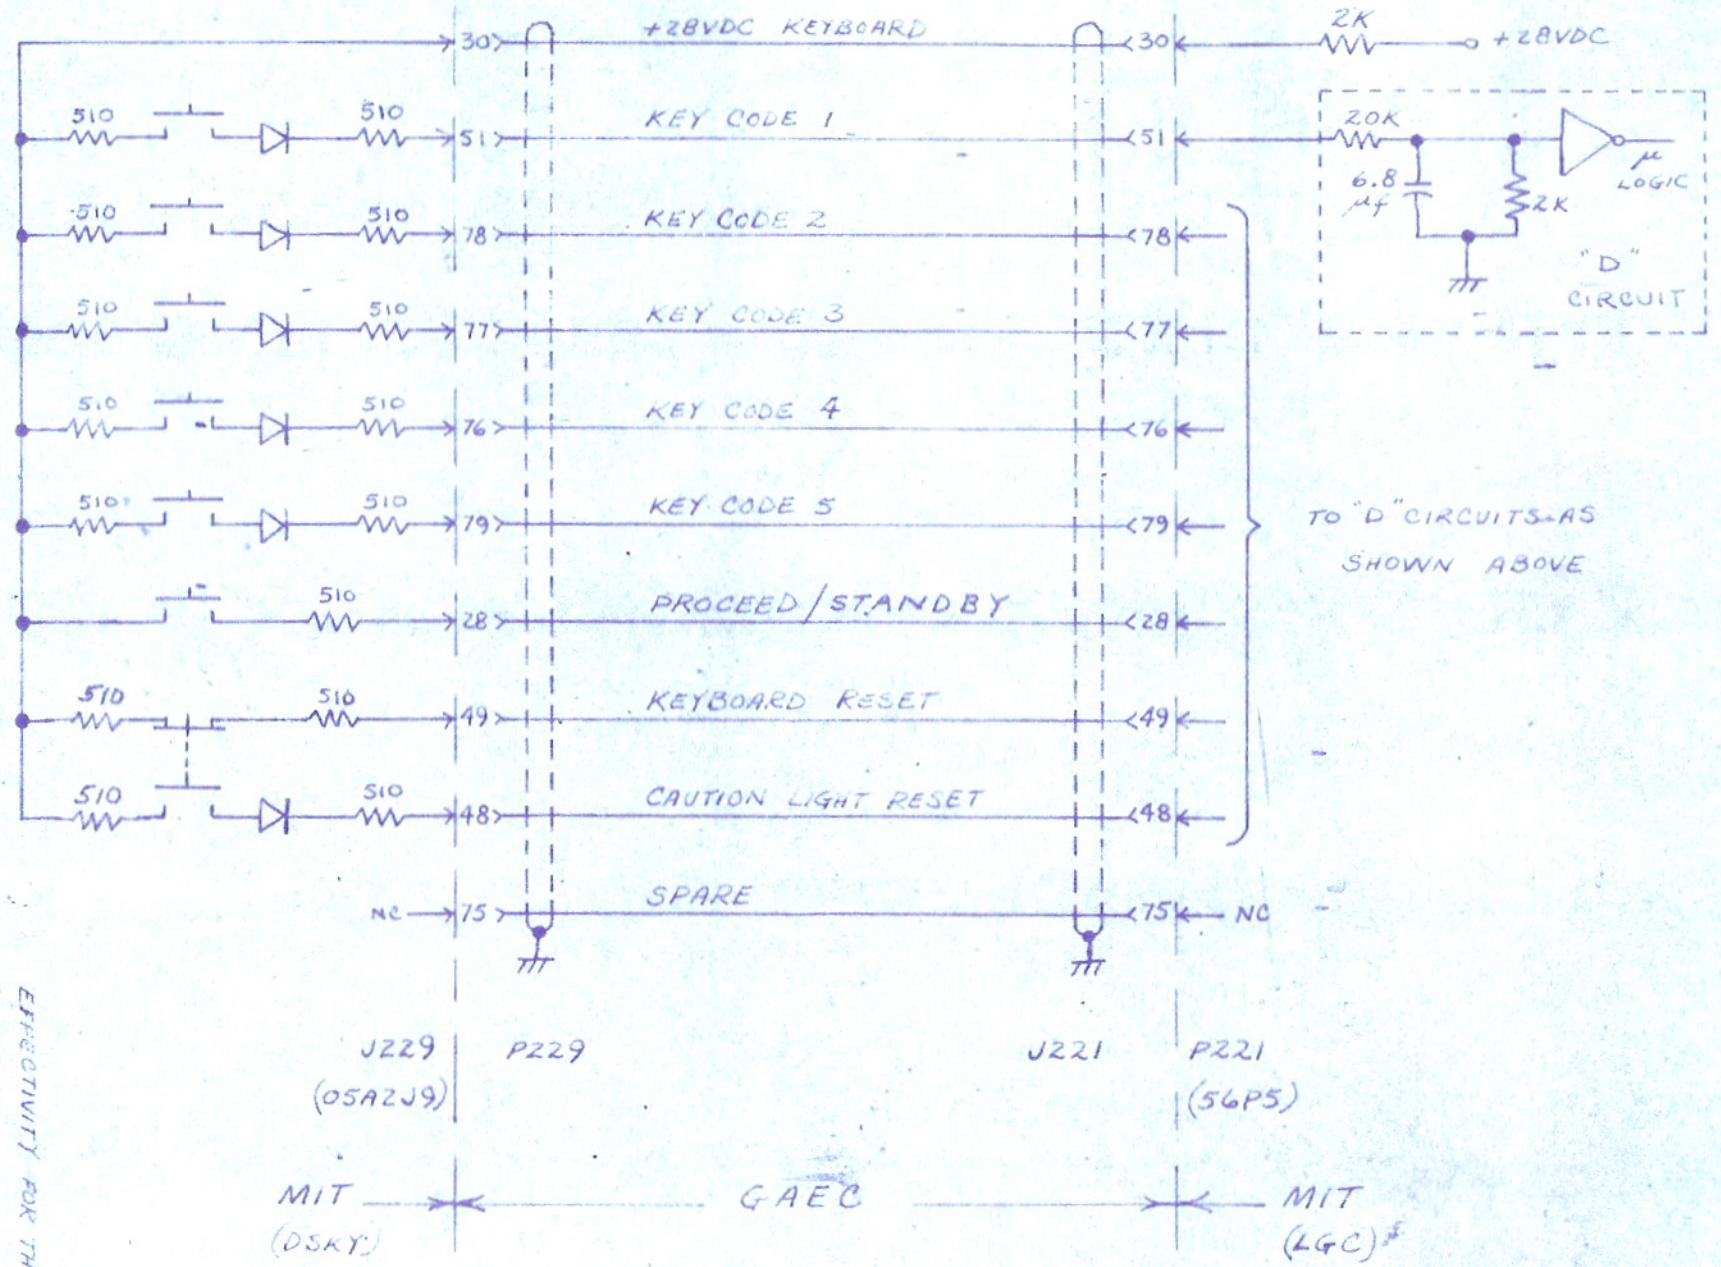 30 +28VDC KEYBOARD 30 2K +28VDC
510 510 51 KEY CODE 1 51 20K
6.8 µf 2K µ LOGIC
"D" CIRCUIT
510 510 78 KEY CODE 2 78
510 510 77 KEY CODE 3 77
510 510 76 KEY CODE 4 76
510 510 79 KEY CODE 5 79
TO "D" CIRCUITS AS
SHOWN ABOVE
510 28 PROCEED/STANDBY 28
510 510 49 KEYBOARD RESET 49
510 510 48 CAUTION LIGHT RESET 48
NC 75 SPARE 75 NC
J229 P229 J221 P221
(05A2J9) (56P5)
MIT GAEC MIT
(DSKY) (LGC)
EFFECTIVITY FOR TH